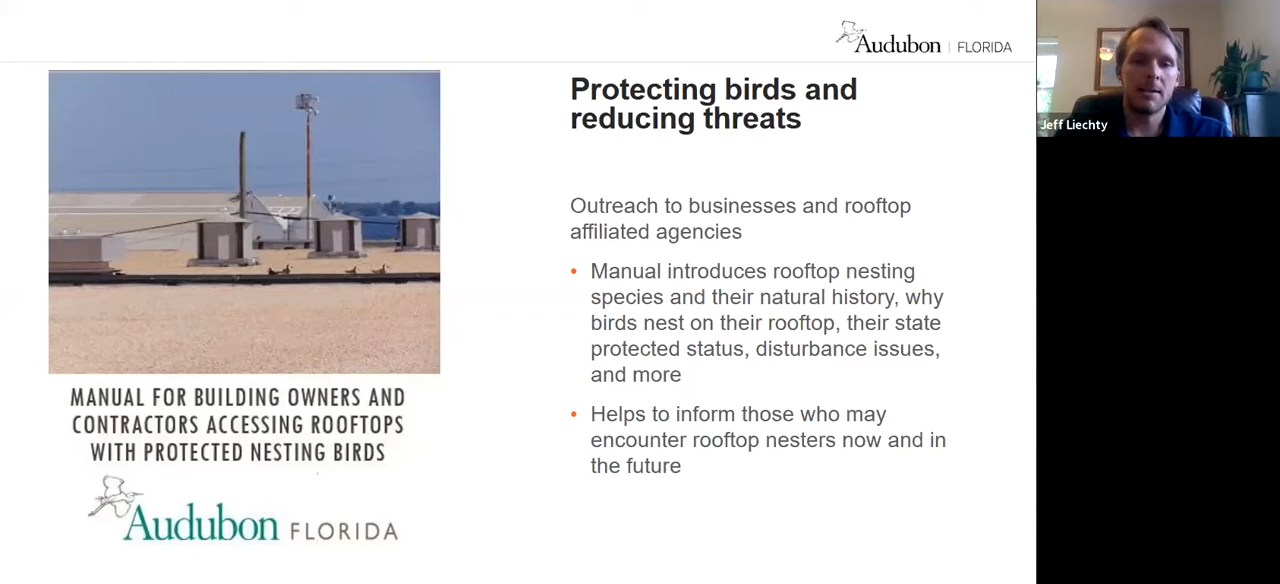 Audubon | FLORIDA
Protecting birds and
reducing threats
Outreach to businesses and rooftop
affiliated agencies
• Manual introduces rooftop nesting
species and their natural history, why
birds nest on their rooftop, their state
protected status, disturbance issues,
and more
• Helps to inform those who may
encounter rooftop nesters now and in
the future
MANUAL FOR BUILDING OWNERS AND
CONTRACTORS ACCESSING ROOFTOPS
WITH PROTECTED NESTING BIRDS
Audubon FLORIDA
Jeff Liechty